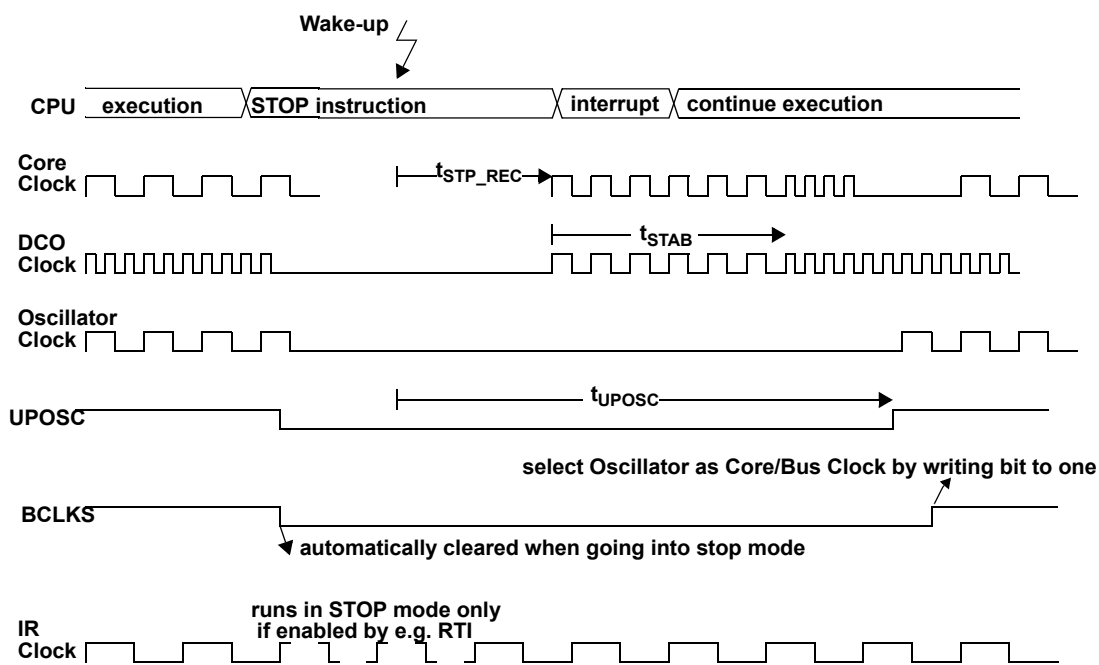 Wake-up
CPU execution STOP instruction interrupt continue execution
Core
Clock
tSTP_REC
DCO
Clock
tSTAB
Oscillator
Clock
tUPOSC
UPOSC
select Oscillator as Core/Bus Clock by writing bit to one
BCLKS
automatically cleared when going into stop mode
runs in STOP mode only
if enabled by e.g. RTI
IR
Clock